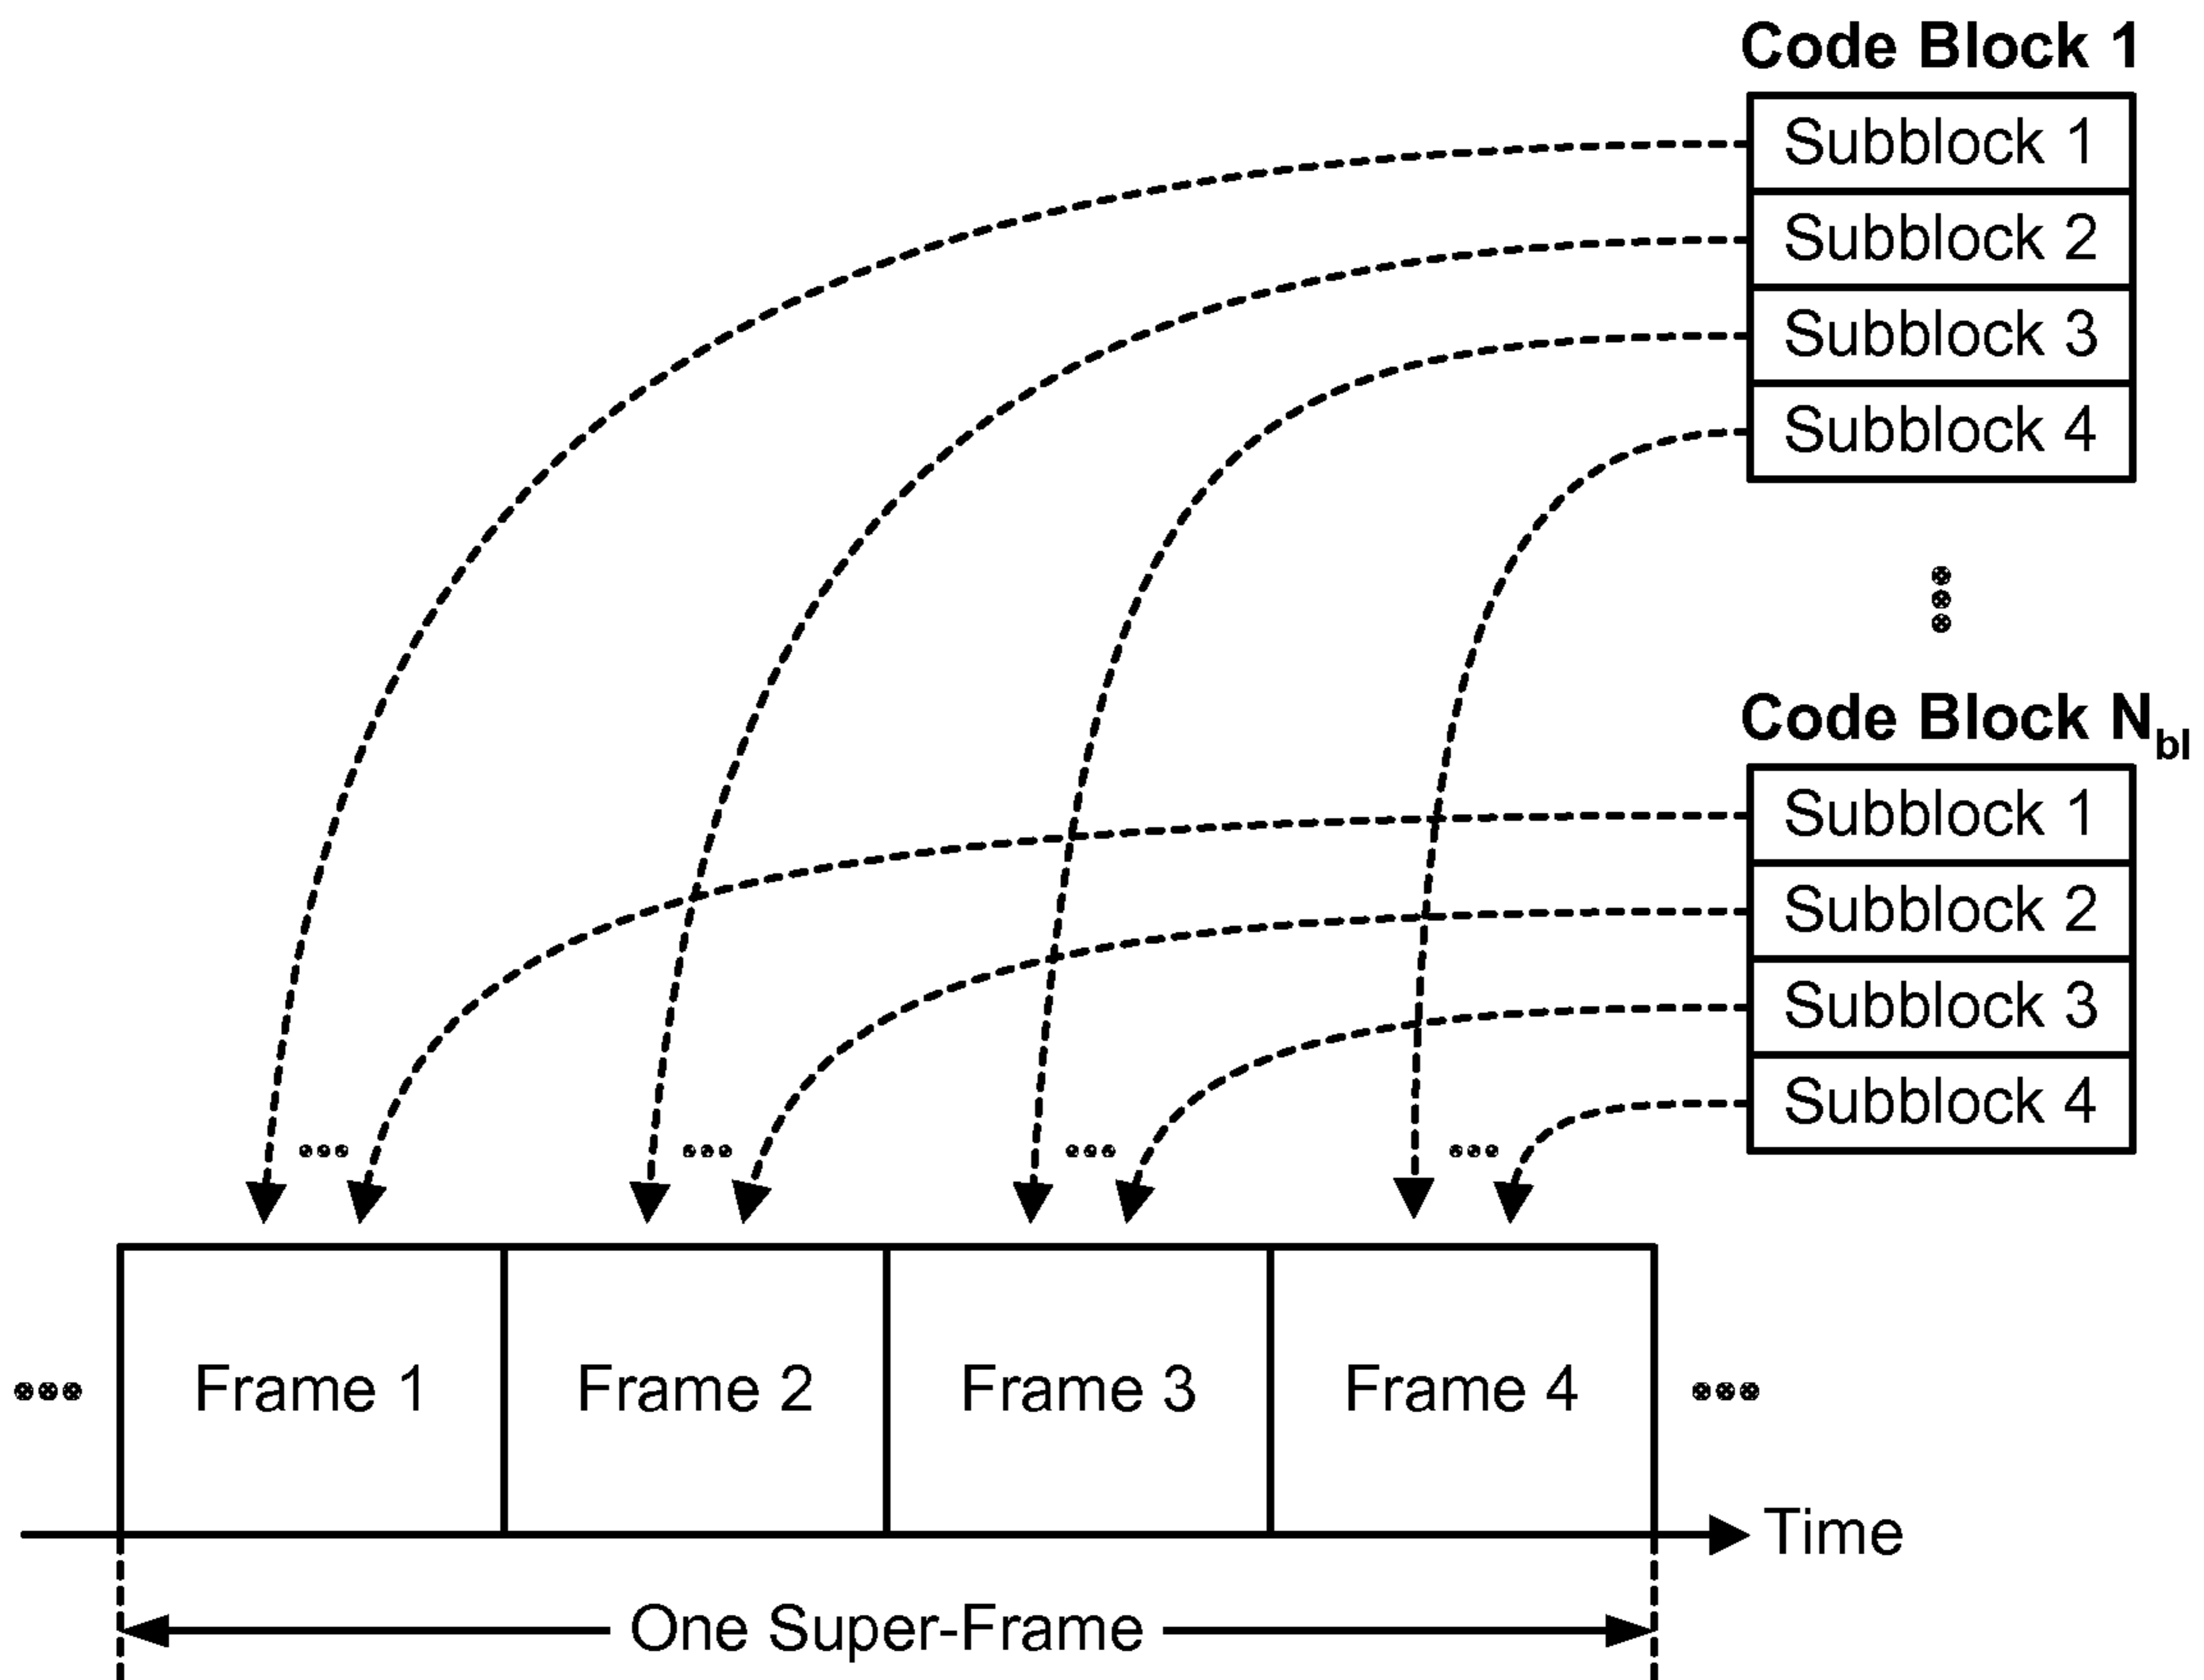 Code Block 1
Subblock 1
Subblock 2
Subblock 3
Subblock 4
Code Block Nbl
Subblock 1
Subblock 2
Subblock 3
Subblock 4
Frame 1 Frame 2 Frame 3 Frame 4
Time
One Super-Frame